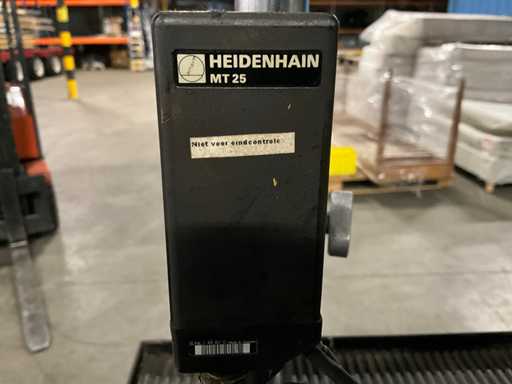 HEIDENHAIN
MT 25
Niet voor eindcontrole